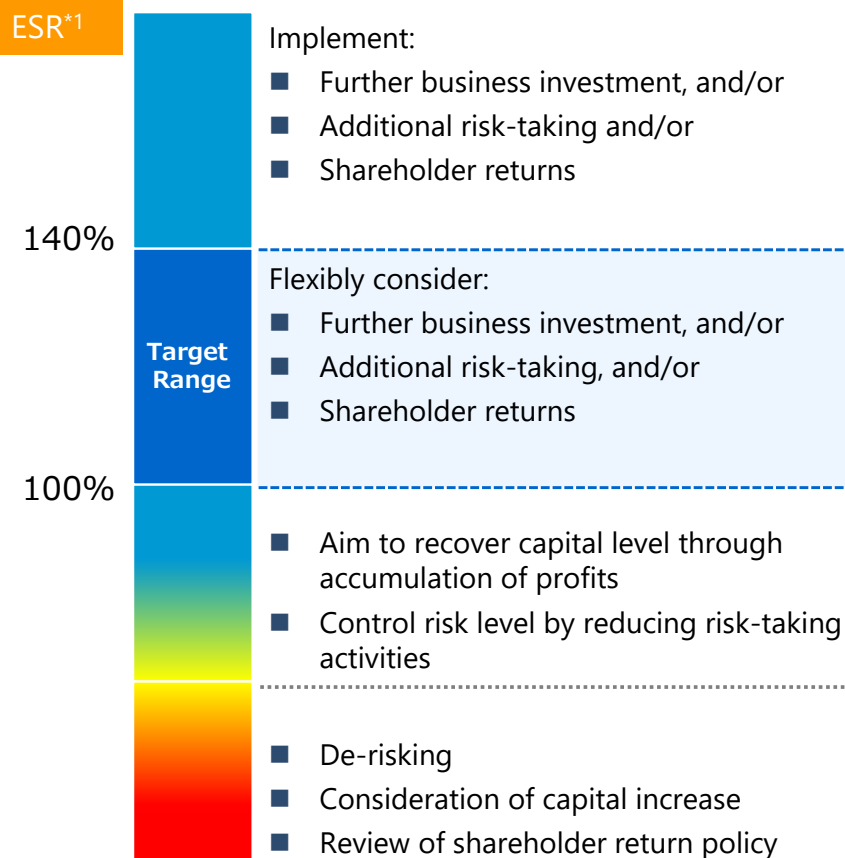 ESR*1
Implement:
■ Further business investment, and/or
■ Additional risk-taking and/or
■ Shareholder returns
140%
Flexibly consider:
■ Further business investment, and/or
■ Additional risk-taking, and/or
■ Shareholder returns
Target
Range
100%
■ Aim to recover capital level through
accumulation of profits
■ Control risk level by reducing risk-taking
activities
■ De-risking
■ Consideration of capital increase
■ Review of shareholder return policy